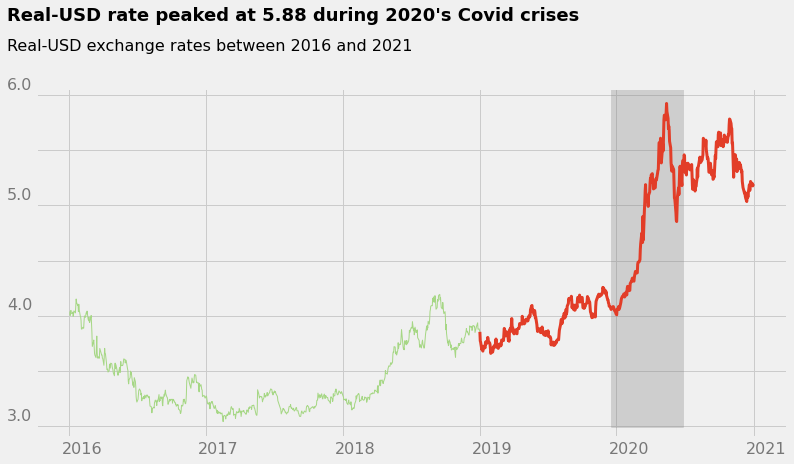 Real-USD rate peaked at 5.88 during 2020's Covid crises
Real-USD exchange rates between 2016 and 2021
6.0
5.0
4.0
3.0
2016 2017 2018 2019 2020 2021